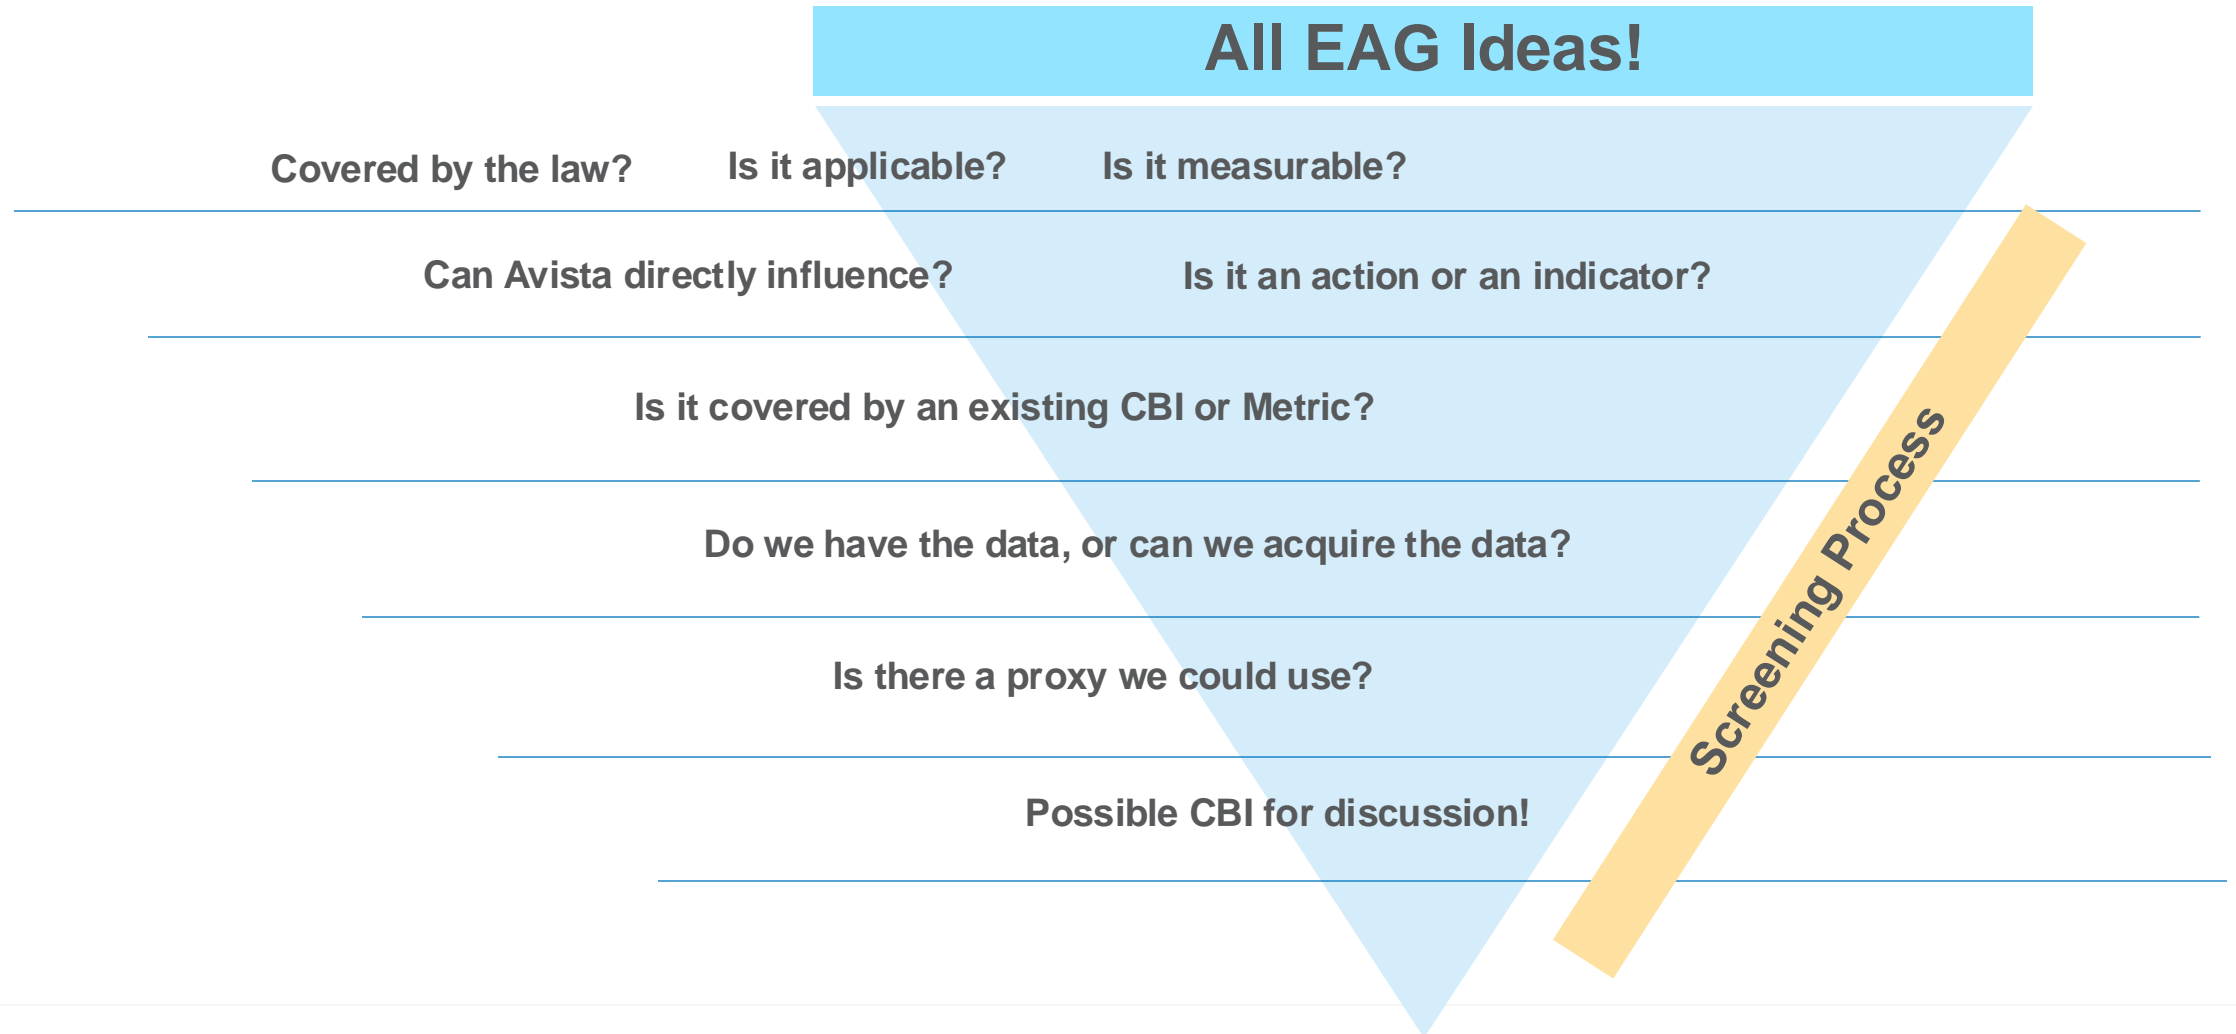 All EAG Ideas!
Covered by the law?
Is it applicable?
Is it measurable?
Can Avista directly influence?
Is it an action or an indicator?
Is it covered by an existing CBI or Metric?
Do we have the data, or can we acquire the data?
Is there a proxy we could use?
Possible CBI for discussion!
Screening Process